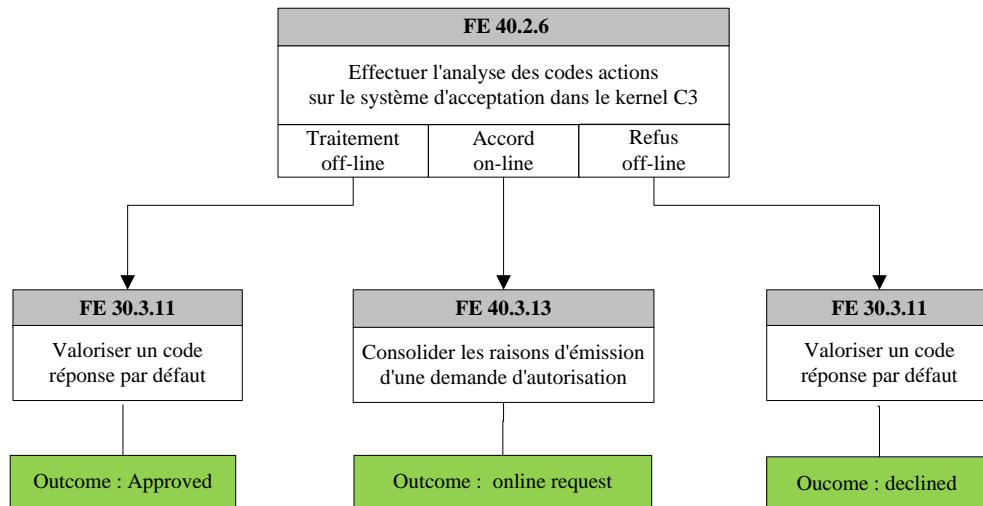 FE 40.2.6
Effectuer l'analyse des codes actions
sur le système d'acceptation dans le kernel C3
Traitement
off-line
Accord
on-line
Refus
off-line
FE 30.3.11
Valoriser un code
réponse par défaut
FE 40.3.13
Consolider les raisons d'émission
d'une demande d'autorisation
FE 30.3.11
Valoriser un code
réponse par défaut
Outcome : Approved
Outcome : online request
Oucome : declined